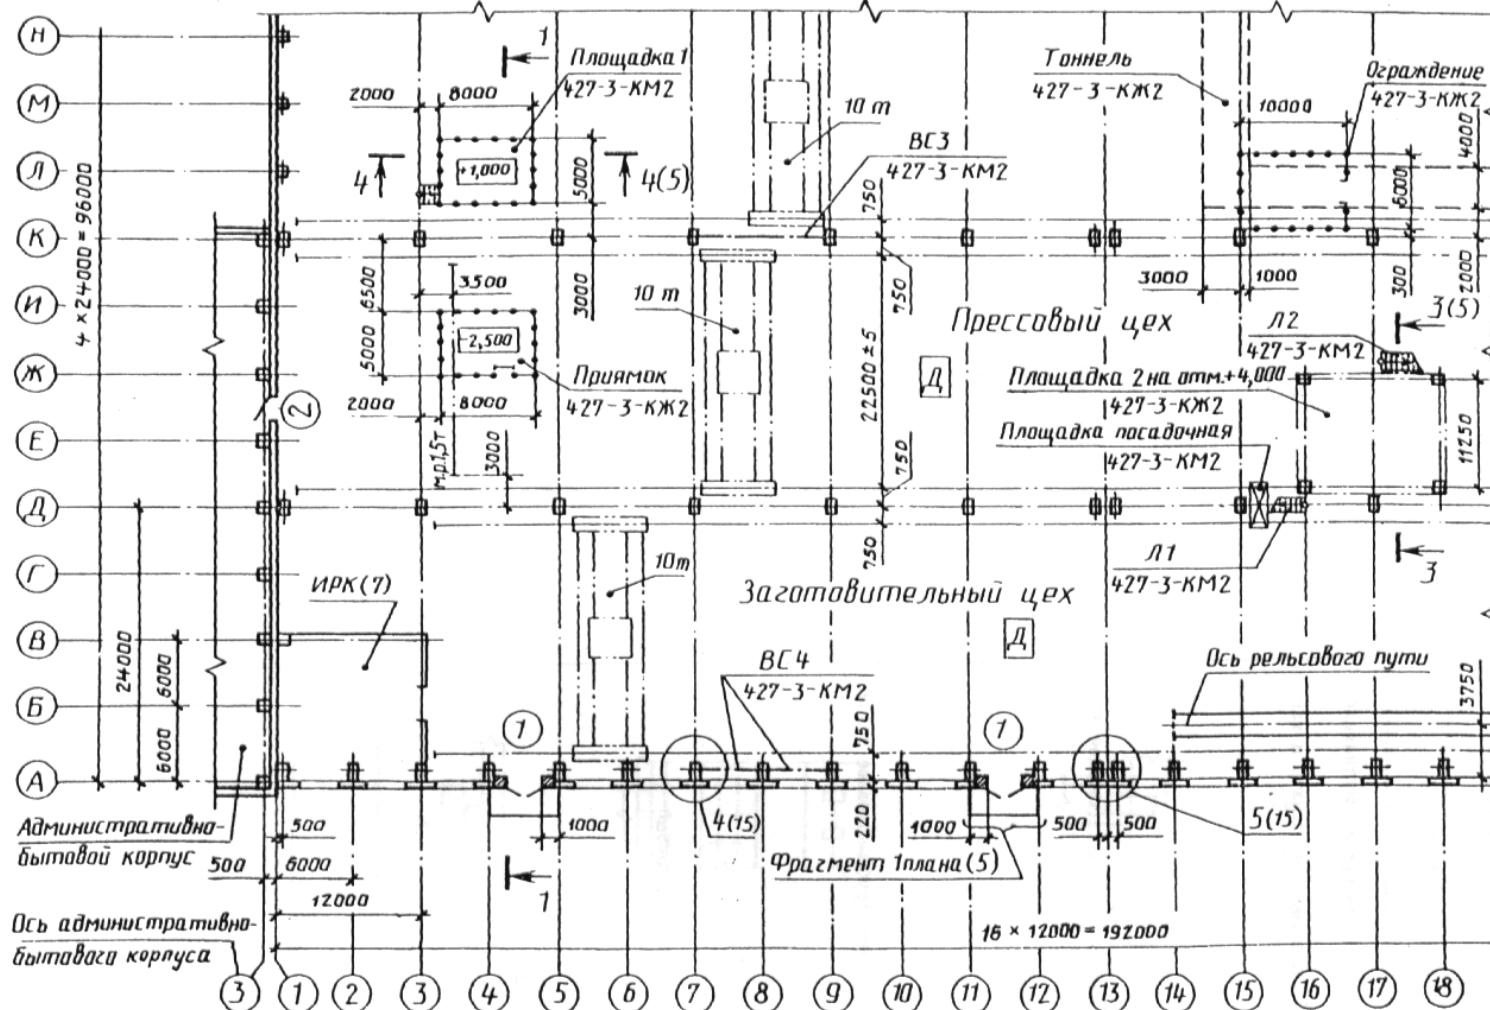 Н
М
Л
К
И
Ж
Е
Д
Г
В
Б
А
4 × 24000 = 96000
24000
6000
6000
1
Площадка 1
427-3-КМ2
2000
8000
+1,000
5000
4
4(5)
10 т
ВС3
427-3-КМ2
750
Тоннель
427-3-КЖ2
Ограждение
427-3-КЖ2
10000
4000
6000
300
2000
3000
1000
6500
5000
3500
3000
-2,500
Приямок
427-3-КЖ2
2000
8000
м.р.1,5т
3000
10 т
750
22500 ± 5
750
750
Прессовый цех
Д
3(5)
Л2
427-3-КМ2
Площадка 2 на отм.+4,000
427-3-КЖ2
Площадка посадочная
427-3-КМ2
11250
Л1
427-3-КМ2
3
2
ИРК(7)
10т
Заготовительный цех
Д
ВС4
427-3-КМ2
Ось рельсового пути
3750
1
1
750
220
4(15)
5(15)
1000
1000
500
500
Фрагмент 1плана(5)
Административно-
бытовой корпус
500
500
6000
12000
1
Ось административно-
бытового корпуса
16 × 12000 = 192000
3
1
2
3
4
5
6
7
8
9
10
11
12
13
14
15
16
17
18